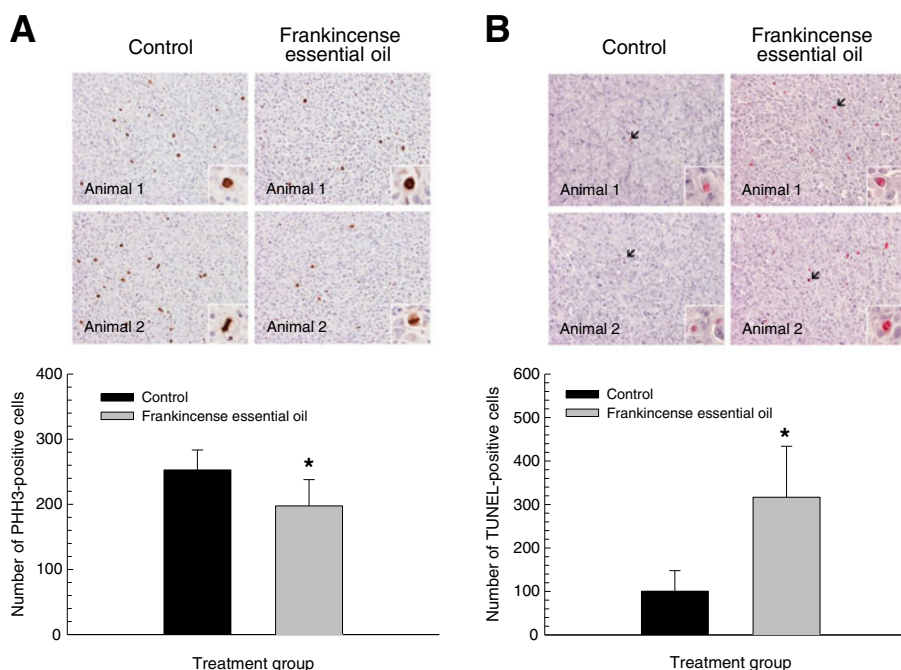 A
Control
Frankincense
essential oil
Animal 1
Animal 1
Animal 2
Animal 2
Number of PHH3-positive cells
400
300
200
100
0
Control
Frankincense essential oil
*
Treatment group
B
Control
Frankincense
essential oil
Animal 1
Animal 1
Animal 2
Animal 2
Number of TUNEL-positive cells
600
500
400
300
200
100
0
Control
Frankincense essential oil
*
Treatment group